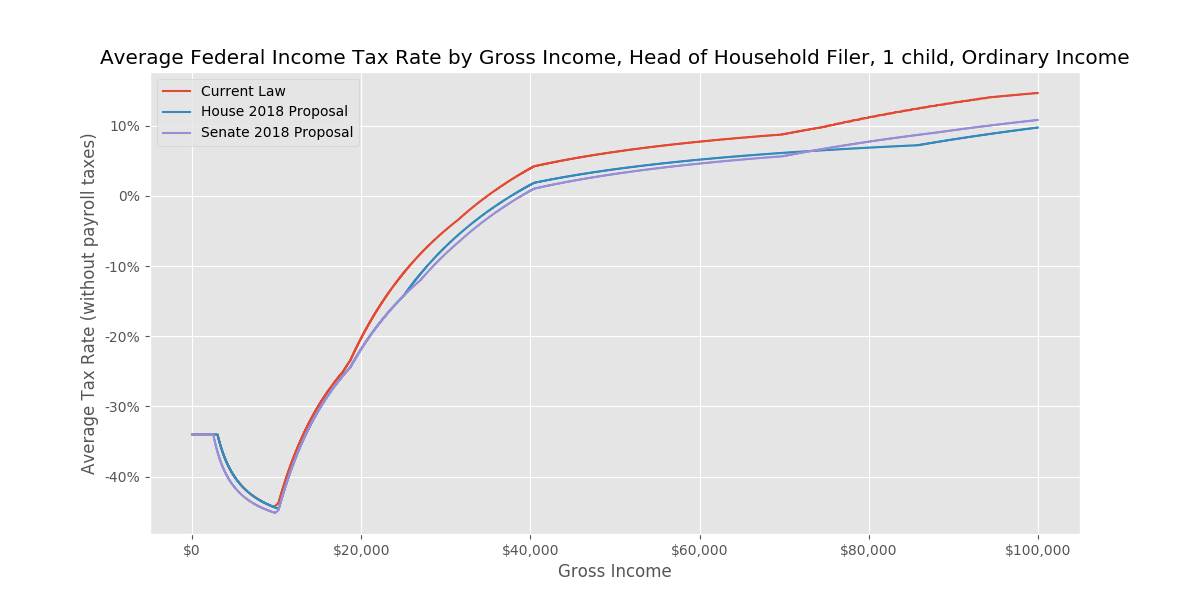 Average Federal Income Tax Rate by Gross Income, Head of Household Filer, 1 child, Ordinary Income
Current Law
House 2018 Proposal
Senate 2018 Proposal
Average Tax Rate (without payroll taxes)
10%
0%
-10%
-20%
-30%
-40%
$0
$20,000
$40,000
$60,000
$80,000
$100,000
Gross Income